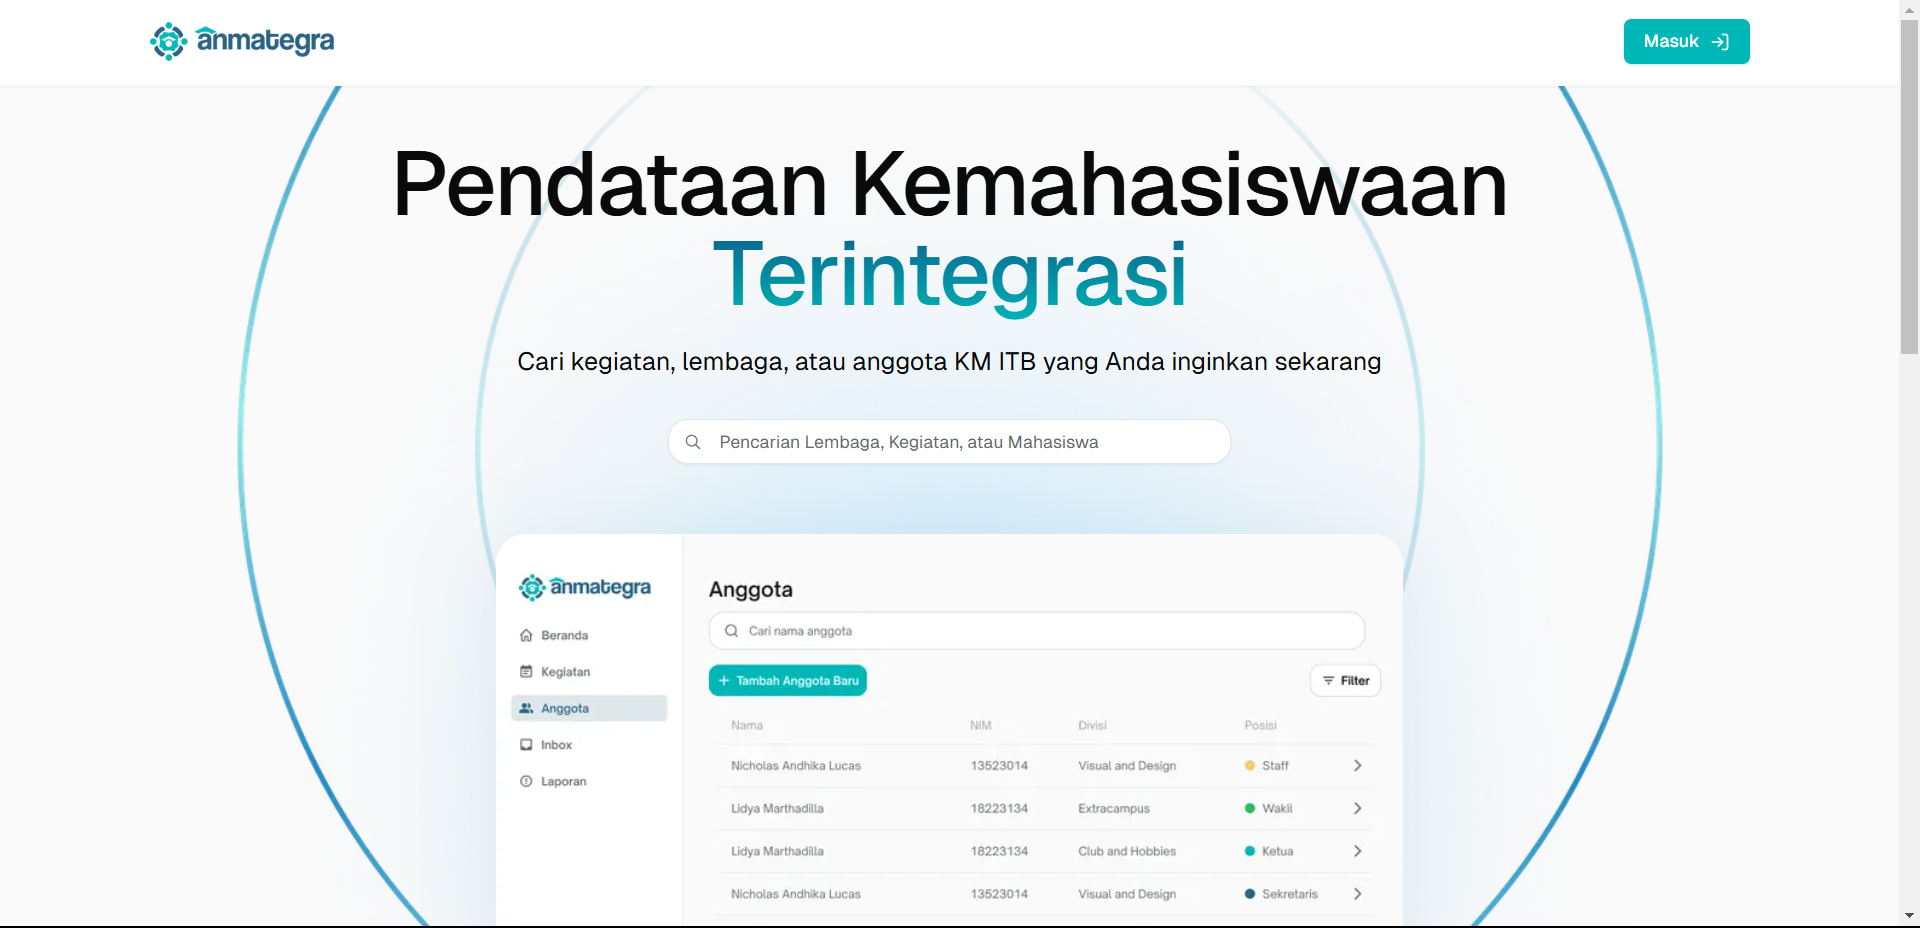 anmategra
Masuk
Pendataan Kemahasiswaan
Terintegrasi
Cari kegiatan, lembaga, atau anggota KM ITB yang Anda inginkan sekarang
Pencarian Lembaga, Kegiatan, atau Mahasiswa
anmategra
Beranda
Kegiatan
Anggota
Inbox
Laporan
Anggota
Cari nama anggota
+ Tambah Anggota Baru
Filter
Nama NIM Divisi Posisi
Nicholas Andhika Lucas 13523014 Visual and Design Staff
Lidya Marthadilla 18223134 Extracampus Wakil
Lidya Marthadilla 18223134 Club and Hobbies Ketua
Nicholas Andhika Lucas 13523014 Visual and Design Sekretaris